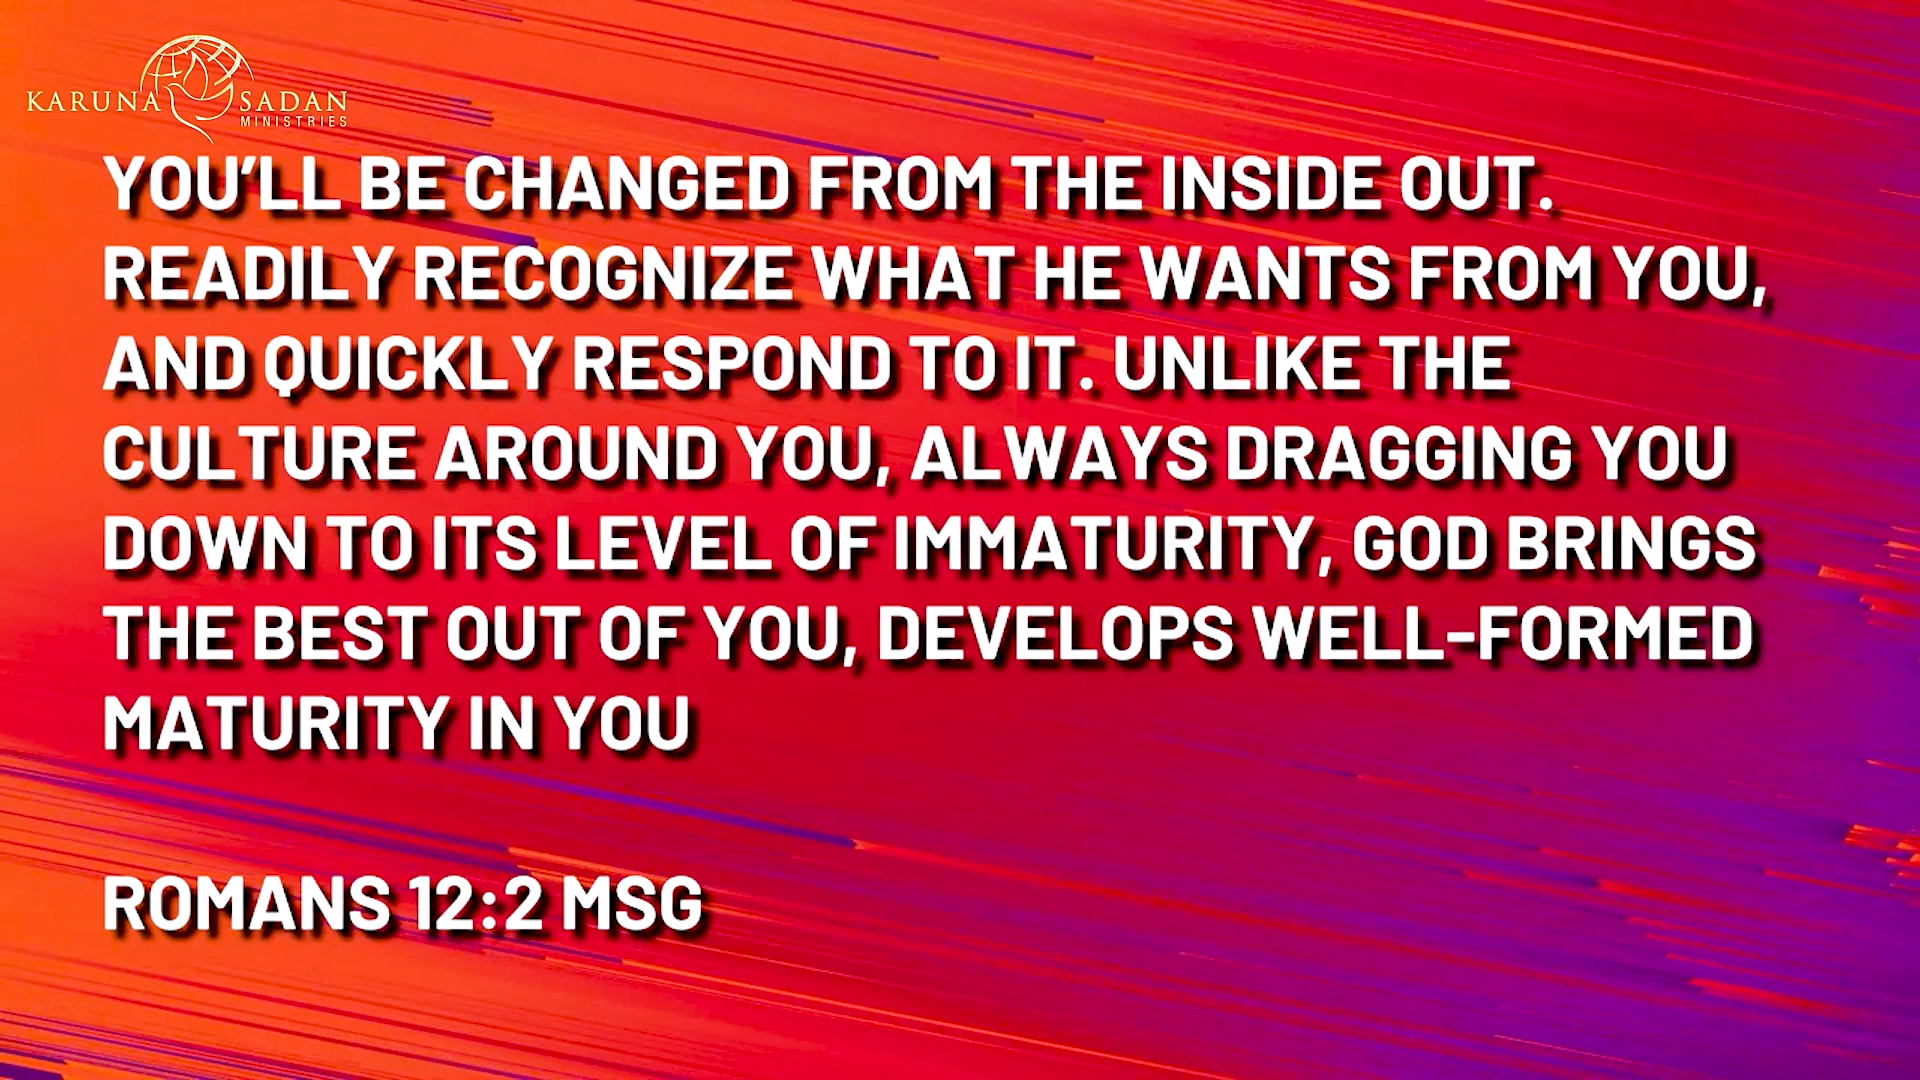 KARUNA SADAN
MINISTRIES
YOU’LL BE CHANGED FROM THE INSIDE OUT.
READILY RECOGNIZE WHAT HE WANTS FROM YOU,
AND QUICKLY RESPOND TO IT. UNLIKE THE
CULTURE AROUND YOU, ALWAYS DRAGGING YOU
DOWN TO ITS LEVEL OF IMMATURITY, GOD BRINGS
THE BEST OUT OF YOU, DEVELOPS WELL-FORMED
MATURITY IN YOU
ROMANS 12:2 MSG